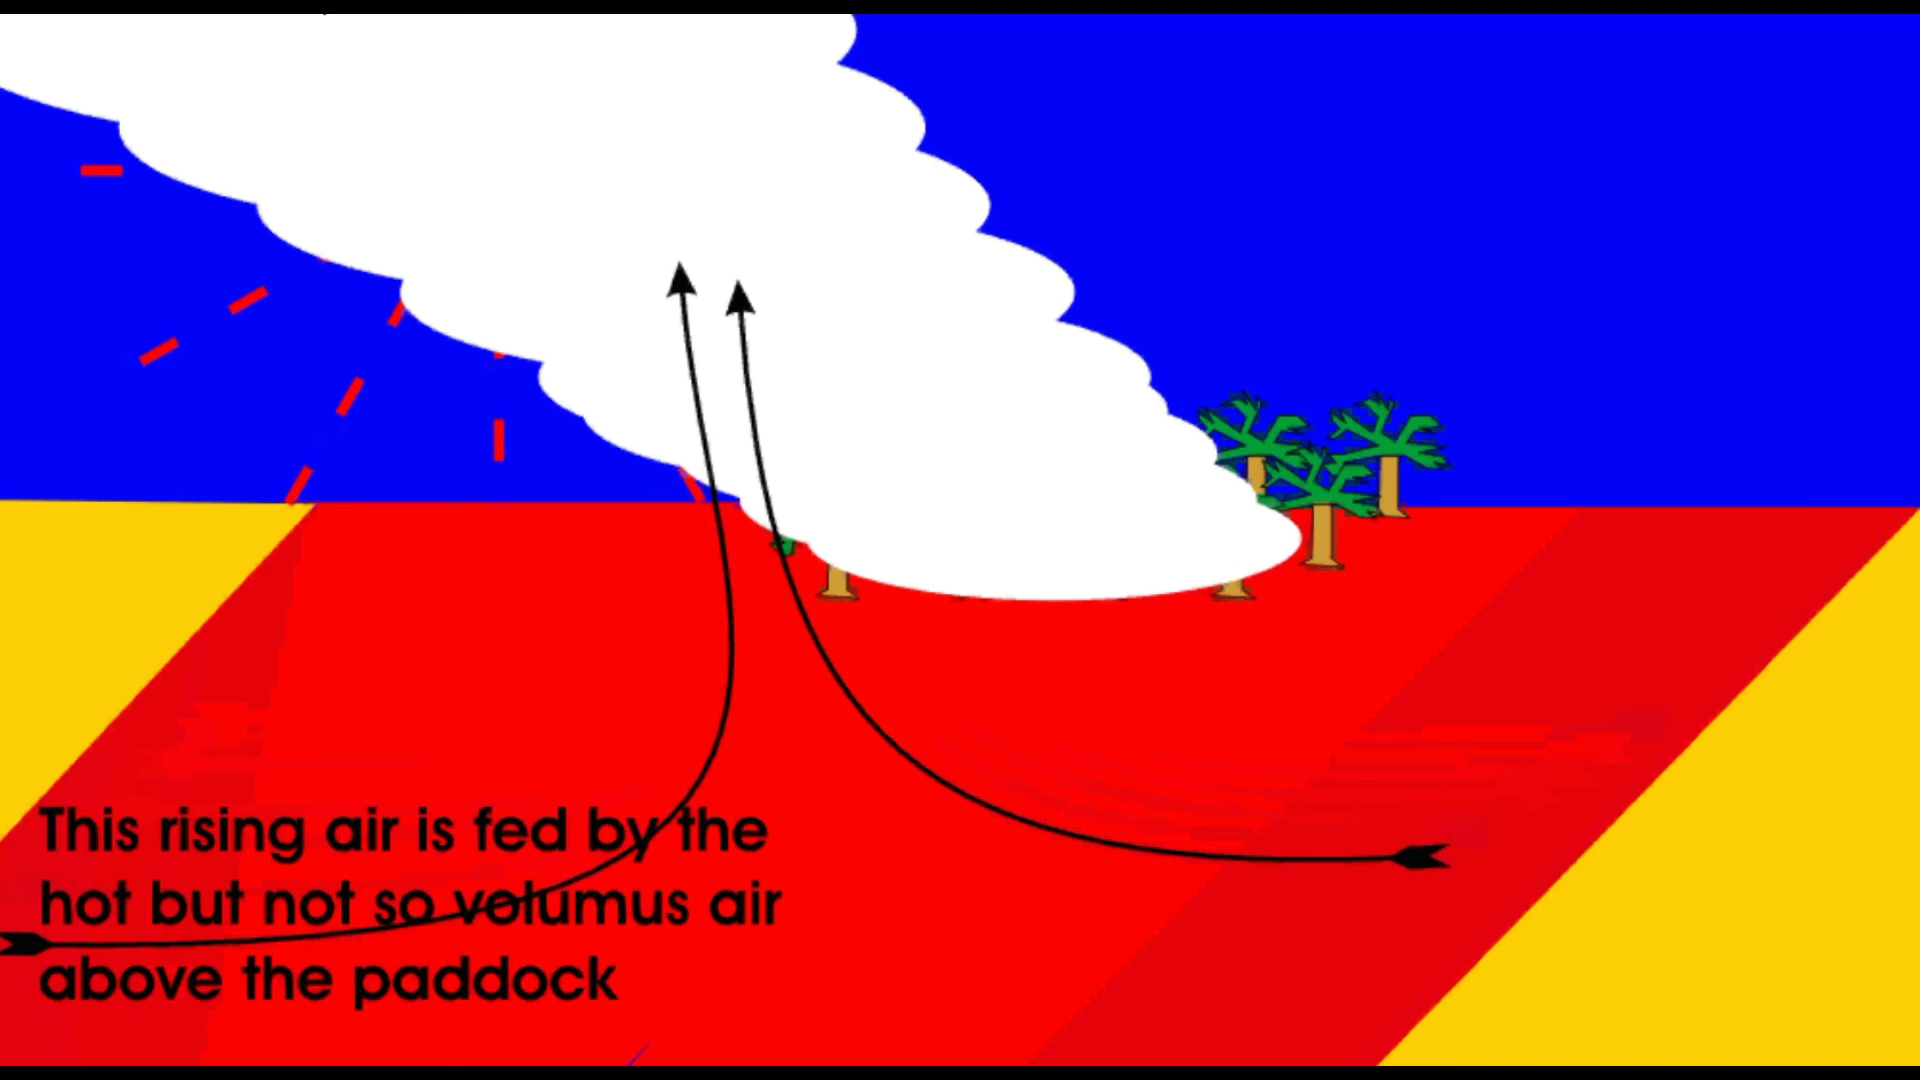 This rising air is fed by the
hot but not so volumus air
above the paddock